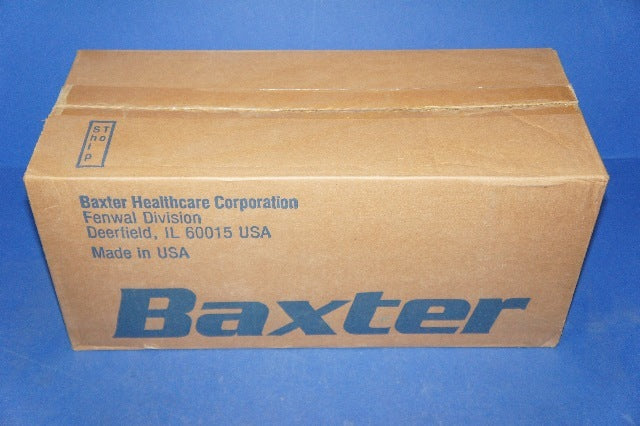 Ship To
Baxter Healthcare Corporation
Fenwal Division
Deerfield, IL 60015 USA
Made in USA
Baxter